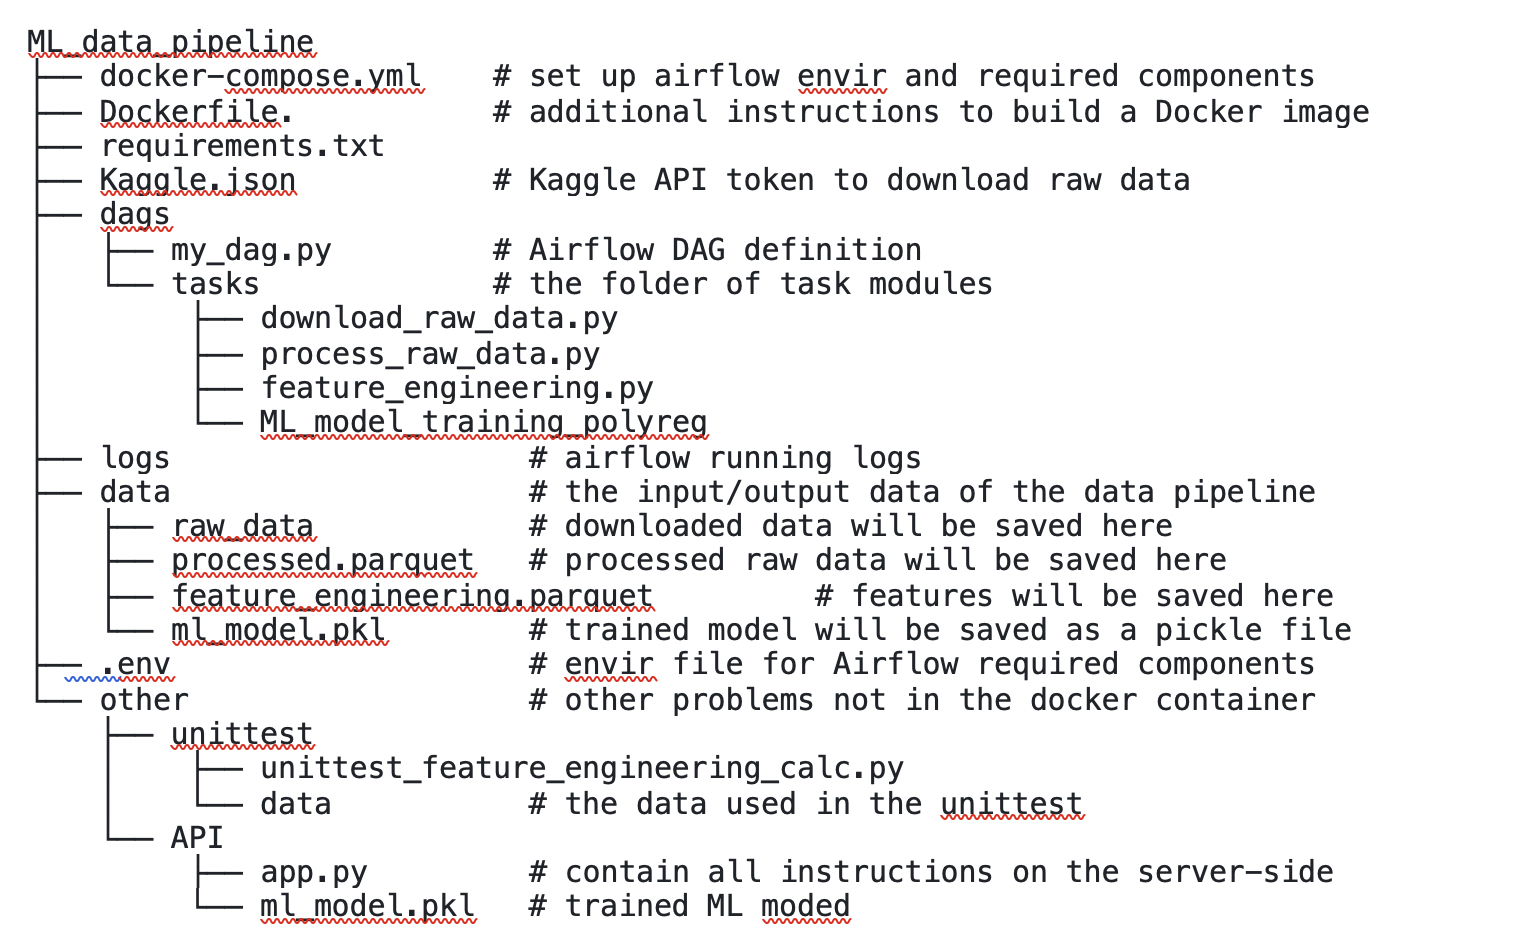 ML_data_pipeline
├── docker-compose.yml    # set up airflow envir and required components
├── Dockerfile.           # additional instructions to build a Docker image
├── requirements.txt
├── Kaggle.json           # Kaggle API token to download raw data
├── dags
│   ├── my_dag.py         # Airflow DAG definition
│   └── tasks             # the folder of task modules
│        ├── download_raw_data.py
│        ├── process_raw_data.py
│        ├── feature_engineering.py
│        └── ML_model_training_polyreg
├── logs                    # airflow running logs
├── data                    # the input/output data of the data pipeline
│   ├── raw_data            # downloaded data will be saved here
│   ├── processed.parquet   # processed raw data will be saved here
│   ├── feature_engineering.parquet         # features will be saved here
│   └── ml_model.pkl        # trained model will be saved as a pickle file
├── .env                    # envir file for Airflow required components
└── other                   # other problems not in the docker container
    ├── unittest
    │    ├── unittest_feature_engineering_calc.py
    │    └── data           # the data used in the unittest
    └── API
         ├── app.py         # contain all instructions on the server-side
         └── ml_model.pkl   # trained ML moded